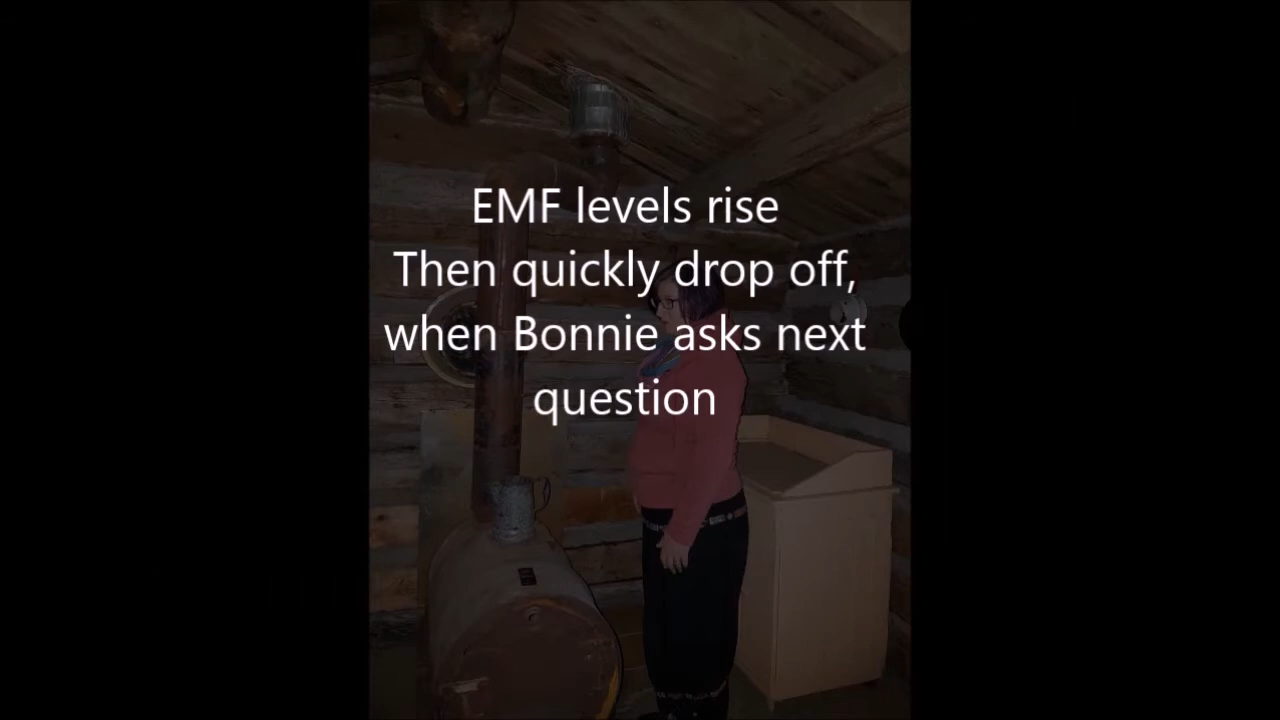 EMF levels rise
Then quickly drop off,
when Bonnie asks next
question